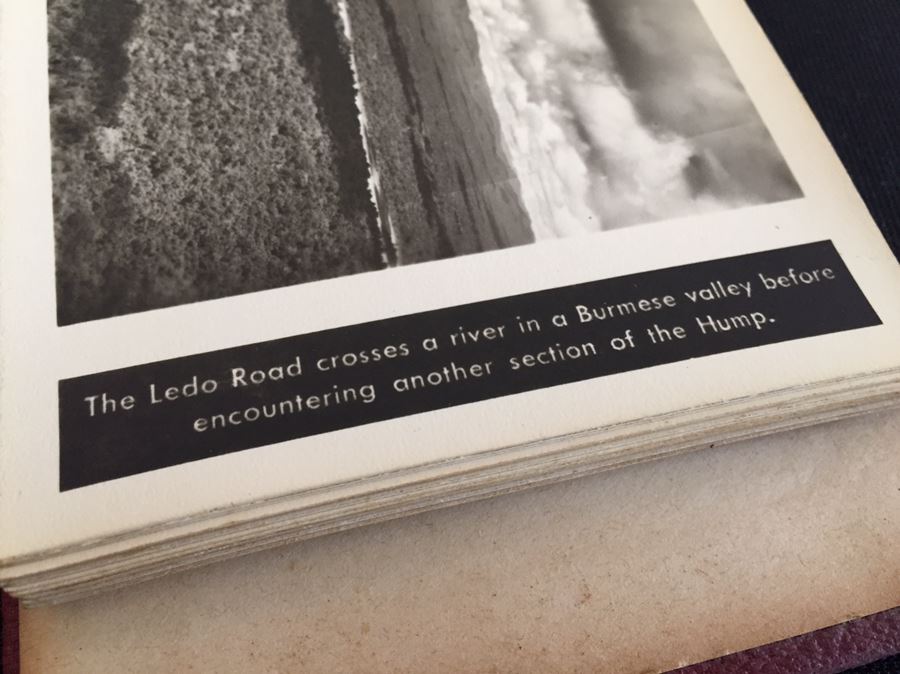 The Ledo Road crosses a river in a Burmese valley before
encountering another section of the Hump.